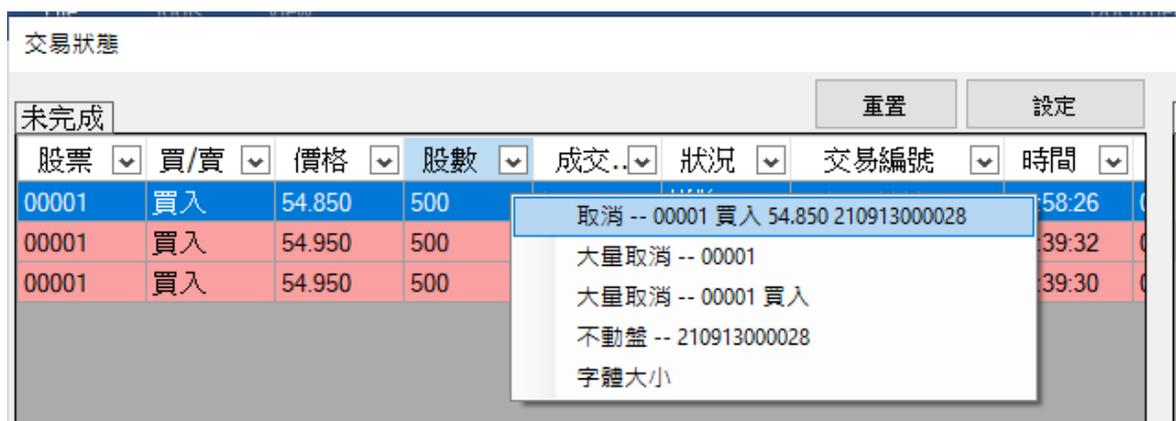 交易狀態
重置 設定
未完成
股票 買/賣 價格 股數 成交.. 狀況 交易編號 時間
00001 買入 54.850 500 :58:26
00001 買入 54.950 500 :39:32
00001 買入 54.950 500 :39:30
取消 -- 00001 買入 54.850 210913000028
大量取消 -- 00001
大量取消 -- 00001 買入
不動盤 -- 210913000028
字體大小